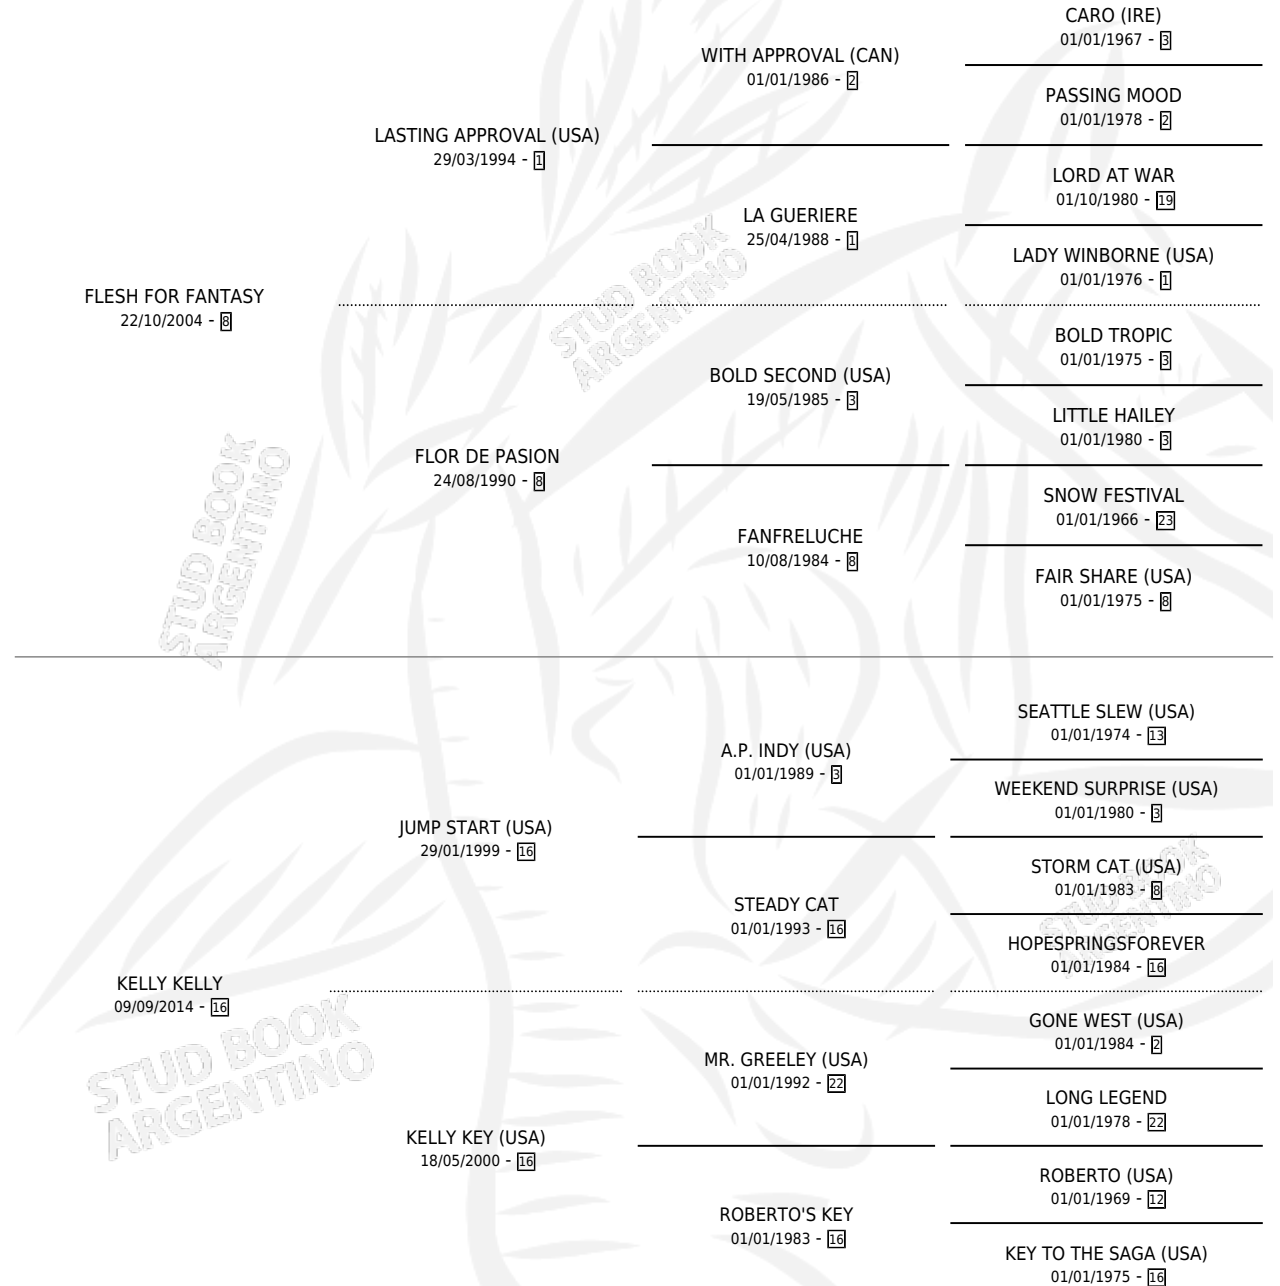 CARO (IRE)
01/01/1967 - 3
WITH APPROVAL (CAN)
01/01/1986 - 2
PASSING MOOD
01/01/1978 - 2
LASTING APPROVAL (USA)
29/03/1994 - 1
LORD AT WAR
01/10/1980 - 19
LA GUERIERE
25/04/1988 - 1
LADY WINBORNE (USA)
01/01/1976 - 1
FLESH FOR FANTASY
22/10/2004 - 8
BOLD TROPIC
01/01/1975 - 3
BOLD SECOND (USA)
19/05/1985 - 3
LITTLE HAILEY
01/01/1980 - 3
FLOR DE PASION
24/08/1990 - 8
SNOW FESTIVAL
01/01/1966 - 23
FANFRELUCHE
10/08/1984 - 8
FAIR SHARE (USA)
01/01/1975 - 8
SEATTLE SLEW (USA)
01/01/1974 - 13
A.P. INDY (USA)
01/01/1989 - 3
WEEKEND SURPRISE (USA)
01/01/1980 - 3
JUMP START (USA)
29/01/1999 - 16
STORM CAT (USA)
01/01/1983 - 8
STEADY CAT
01/01/1993 - 16
HOPESPRINGSFOREVER
01/01/1984 - 16
KELLY KELLY
09/09/2014 - 16
GONE WEST (USA)
01/01/1984 - 2
MR. GREELEY (USA)
01/01/1992 - 22
LONG LEGEND
01/01/1978 - 22
KELLY KEY (USA)
18/05/2000 - 16
ROBERTO (USA)
01/01/1969 - 12
ROBERTO'S KEY
01/01/1983 - 16
KEY TO THE SAGA (USA)
01/01/1975 - 16
STUD BOOK
ARGENTINO
STUD BOOK
ARGENTINO
STUD BOOK
ARGENTINO
STUD BOOK
ARGENTINO